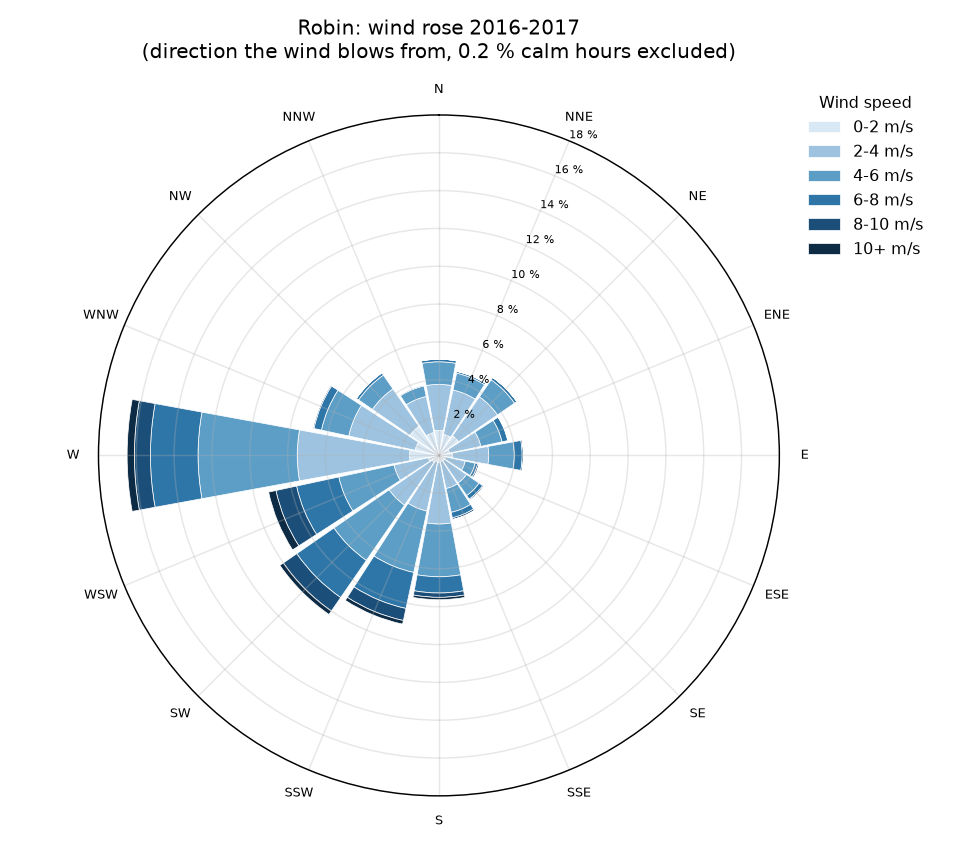 Robin: wind rose 2016-2017
(direction the wind blows from, 0.2 % calm hours excluded)
N
NNW
NNE
18 %
16 %
NW
NE
14 %
12 %
10 %
8 %
WNW
ENE
6 %
4 %
2 %
W
E
WSW
ESE
SW
SE
SSW
SSE
S
Wind speed
0-2 m/s
2-4 m/s
4-6 m/s
6-8 m/s
8-10 m/s
10+ m/s